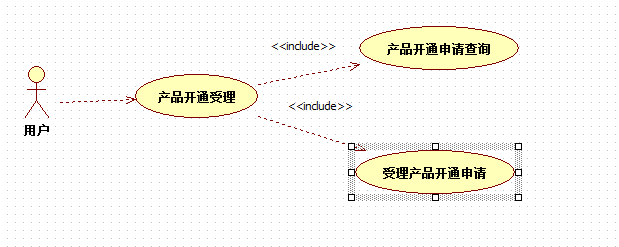 <<include>>
产品开通申请查询
产品开通受理
<<include>>
用户
受理产品开通申请